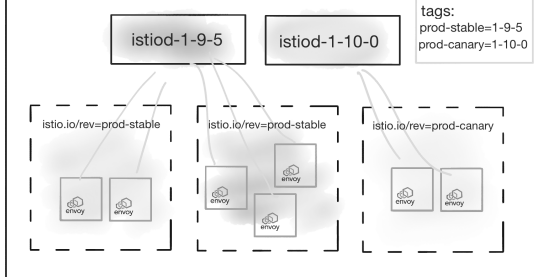 tags:
prod-stable=1-9-5
prod-canary=1-10-0
istiod-1-9-5
istiod-1-10-0
istio.io/rev=prod-stable
istio.io/rev=prod-stable
istio.io/rev=prod-canary
envoy
envoy
envoy
envoy
envoy
envoy
envoy